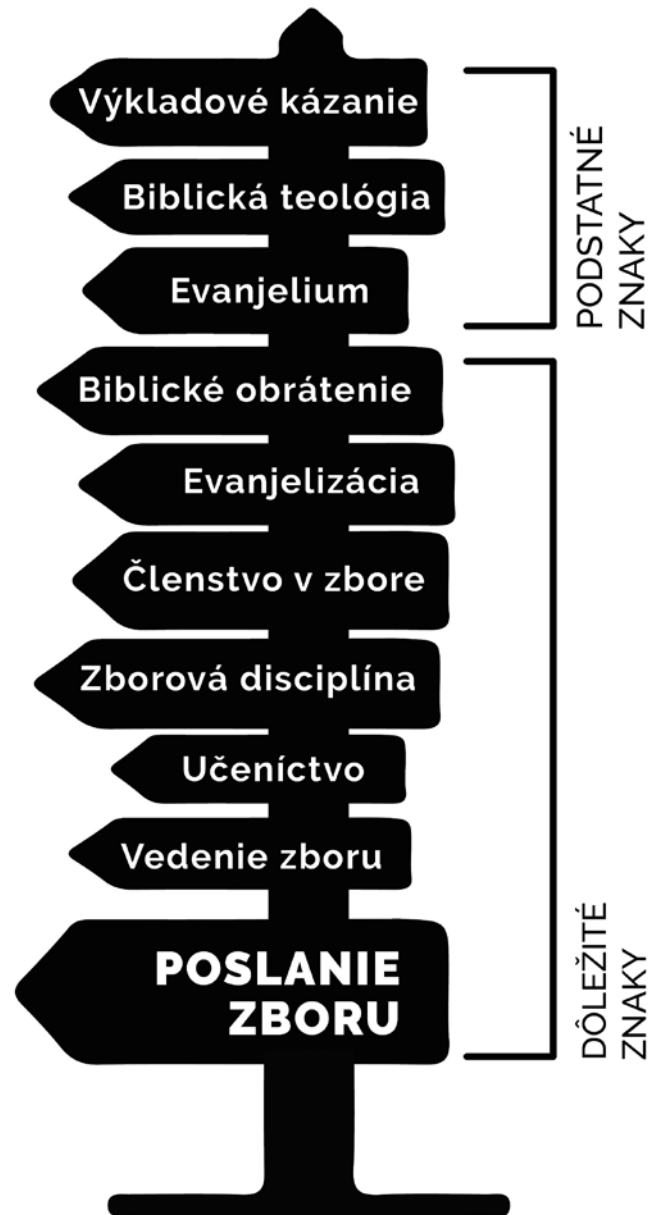 Výkladové kázanie
Biblická teológia
Evanjelium
PODSTATNÉ
ZNAKY
Biblické obrátenie
Evanjelizácia
Členstvo v zbore
Zborová disciplína
Učeníctvo
Vedenie zboru
POSLANIE
ZBORU
DÔLEŽITÉ
ZNAKY